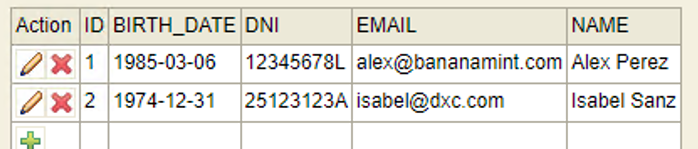 Action ID BIRTH_DATE DNI EMAIL NAME
1 1985-03-06 12345678L alex@bananamint.com Alex Perez
2 1974-12-31 25123123A isabel@dxc.com Isabel Sanz